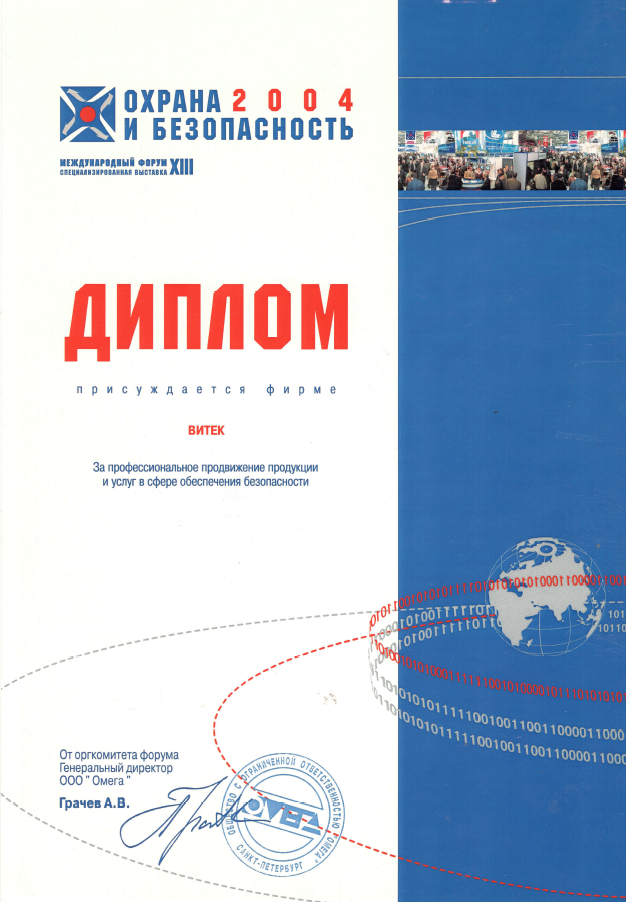 ОХРАНА 2004
И БЕЗОПАСНОСТЬ
МЕЖДУНАРОДНЫЙ ФОРУМ
СПЕЦИАЛИЗИРОВАННАЯ ВЫСТАВКА XIII
ДИПЛОМ
присуждается фирме
ВИТЕК
За профессиональное продвижение продукции
и услуг в сфере обеспечения безопасности
От оргкомитета форума
Генеральный директор
ООО " Омега "
Грачев А.В.
ОБЩЕСТВО С ОГРАНИЧЕННОЙ ОТВЕТСТВЕННОСТЬЮ "ОМЕГА"
САНКТ-ПЕТЕРБУРГ